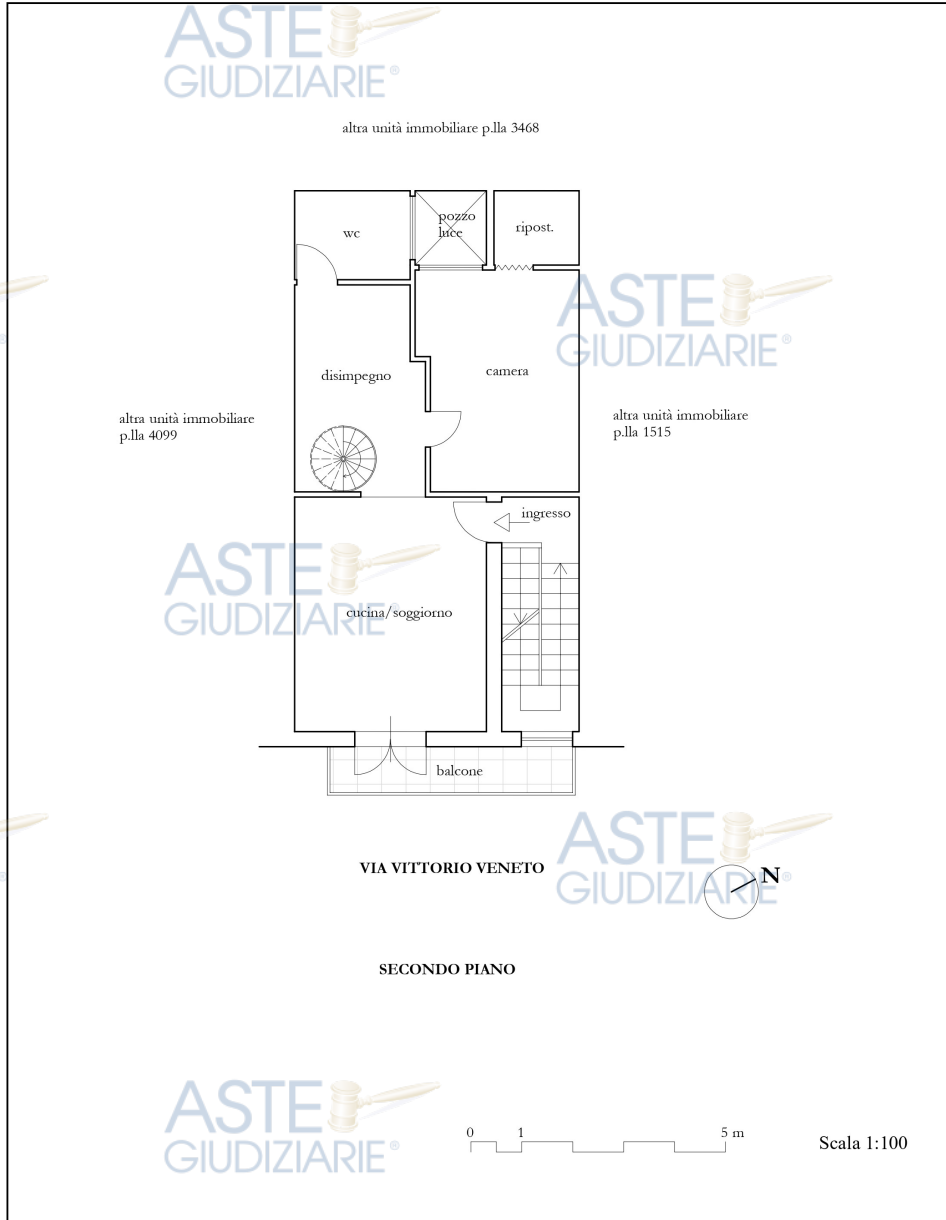 ASTE
GIUDIZIARIE®
altra unità immobiliare p.lla 3468
wc
pozzo
luce
ripost.
ASTE
GIUDIZIARIE®
disimpegno
camera
altra unità immobiliare
p.lla 4099
altra unità immobiliare
p.lla 1515
ingresso
ASTE
GIUDIZIARIE®
cucina/soggiorno
balcone
ASTE
GIUDIZIARIE®
VIA VITTORIO VENETO
N
SECONDO PIANO
ASTE
GIUDIZIARIE®
0 1 5 m
Scala 1:100